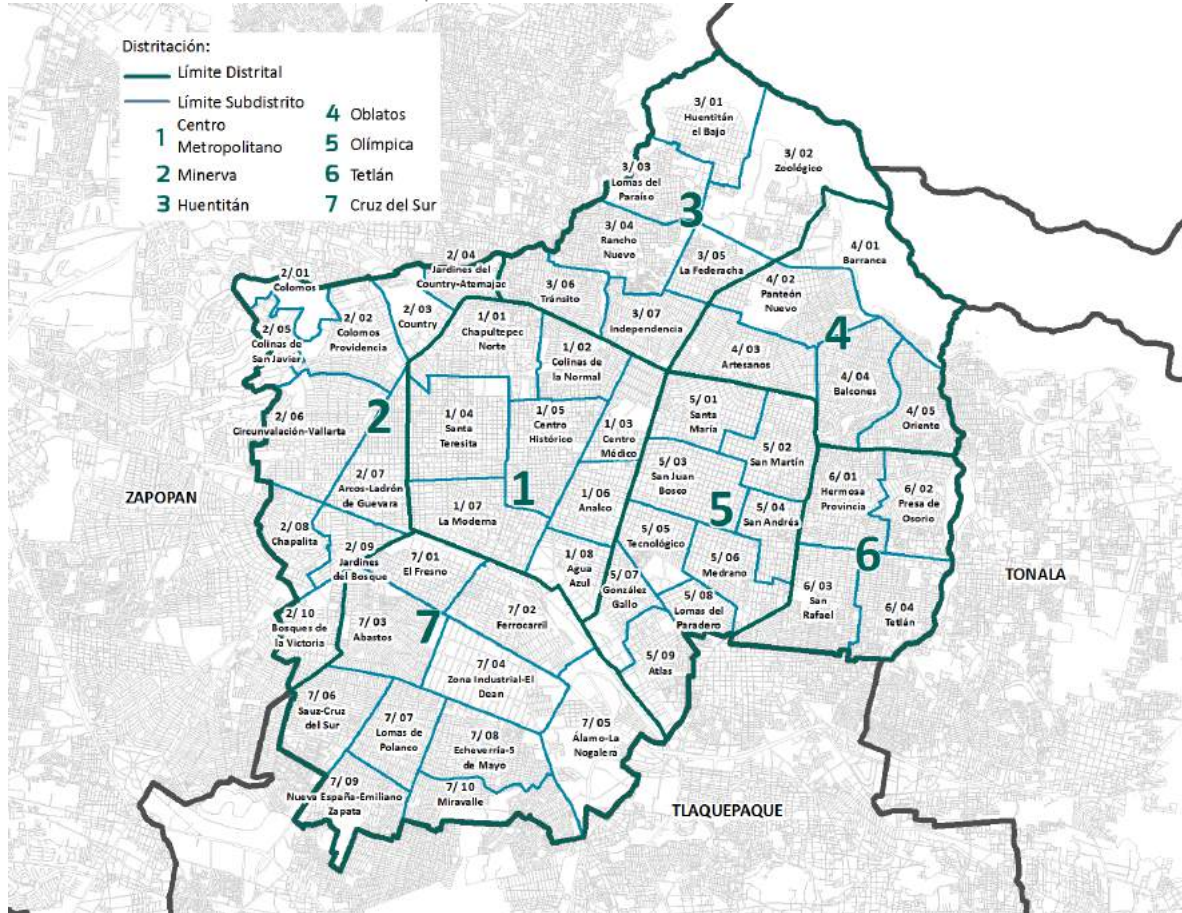 Distritación:
Límite Distrital
Límite Subdistrito
1 Centro
Metropolitano
2 Minerva
3 Huentitán
4 Oblatos
5 Olímpica
6 Tetlán
7 Cruz del Sur
3/ 01
Huentitán
el Bajo
3/ 02
Zoológico
3/ 03
Lomas del
Paraíso
3
3/ 04
Rancho
Nuevo
3/ 05
La Federacha
3/ 06
Tránsito
3/ 07
Independencia
4/ 01
Barranca
4/ 02
Panteón
Nuevo
4
4/ 03
Artesanos
4/ 04
Balcones
4/ 05
Oriente
2/ 01
Colomos
2/ 04
Jardines del
Country-Atemajac
2/ 02
Colomos
Providencia
2/ 03
Country
2/ 05
Colinas de
San Javier
2/ 06
Circunvalación-Vallarta
2
2/ 07
Arcos-Ladrón
de Guevara
2/ 08
Chapalita
2/ 09
Jardines
del Bosque
2/ 10
Bosques de
la Victoria
1/ 01
Chapultepec
Norte
1/ 02
Colinas de
la Normal
1/ 04
Santa
Teresita
1/ 05
Centro
Histórico
1/ 03
Centro
Médico
1
1/ 06
Analco
1/ 07
La Moderna
1/ 08
Agua
Azul
5/ 01
Santa
María
5/ 02
San Martín
5/ 03
San Juan
Bosco
5
5/ 04
San Andrés
5/ 05
Tecnológico
5/ 06
Medrano
5/ 07
González
Gallo
5/ 08
Lomas del
Paradero
5/ 09
Atlas
6/ 01
Hermosa
Provincia
6/ 02
Presa de
Osorio
6
6/ 03
San
Rafael
6/ 04
Tetlán
7/ 01
El Fresno
7/ 02
Ferrocarril
7/ 03
Abastos
7
7/ 04
Zona Industrial-El
Dean
7/ 05
Álamo-La
Nogalera
7/ 06
Sauz-Cruz
del Sur
7/ 07
Lomas de
Polanco
7/ 08
Echeverría-5
de Mayo
7/ 09
Nueva España-Emiliano
Zapata
7/ 10
Miravalle
ZAPOPAN
TONALA
TLAQUEPAQUE